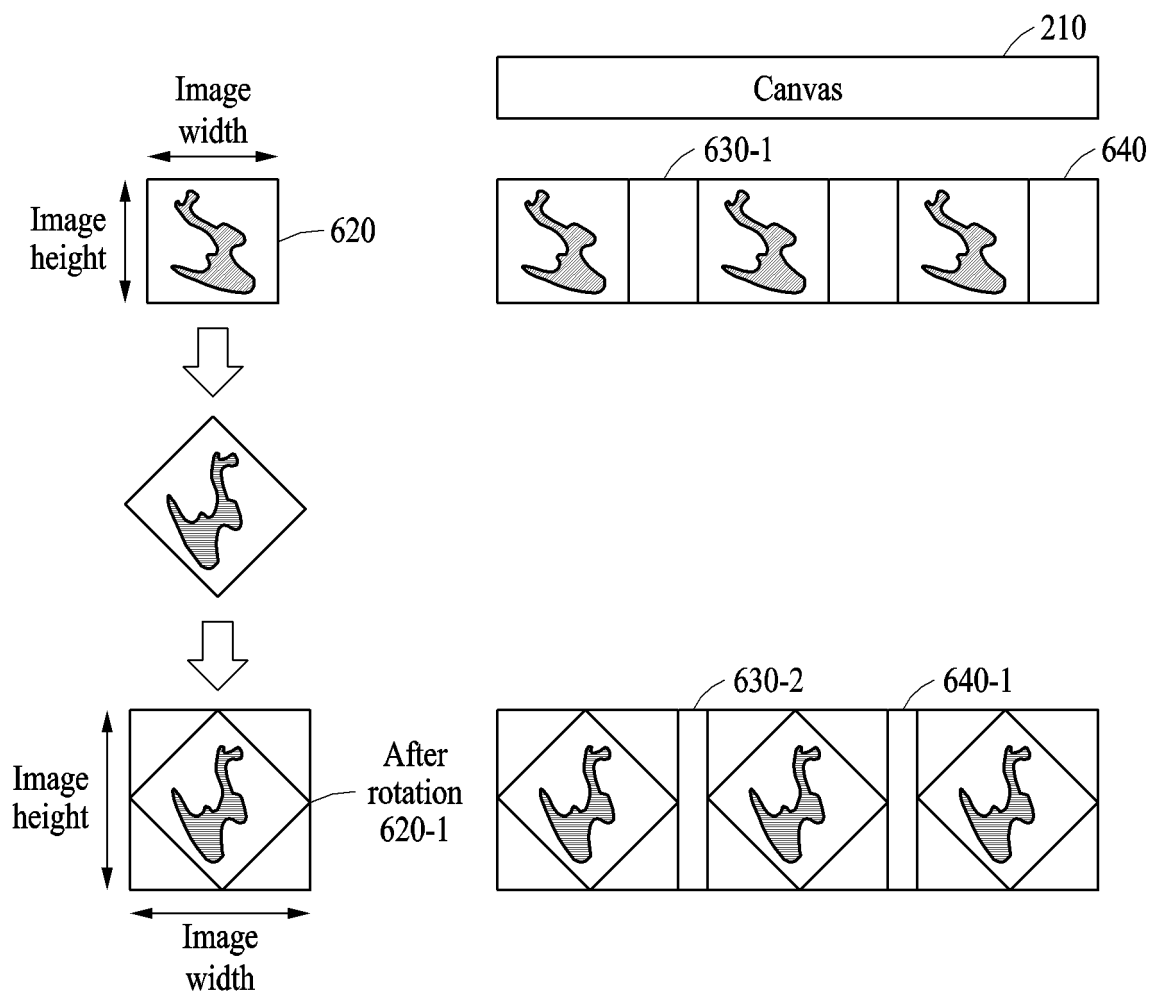 210
Canvas
Image
width
630-1
640
Image
height
620
630-2
640-1
Image
height
After
rotation
620-1
Image
width